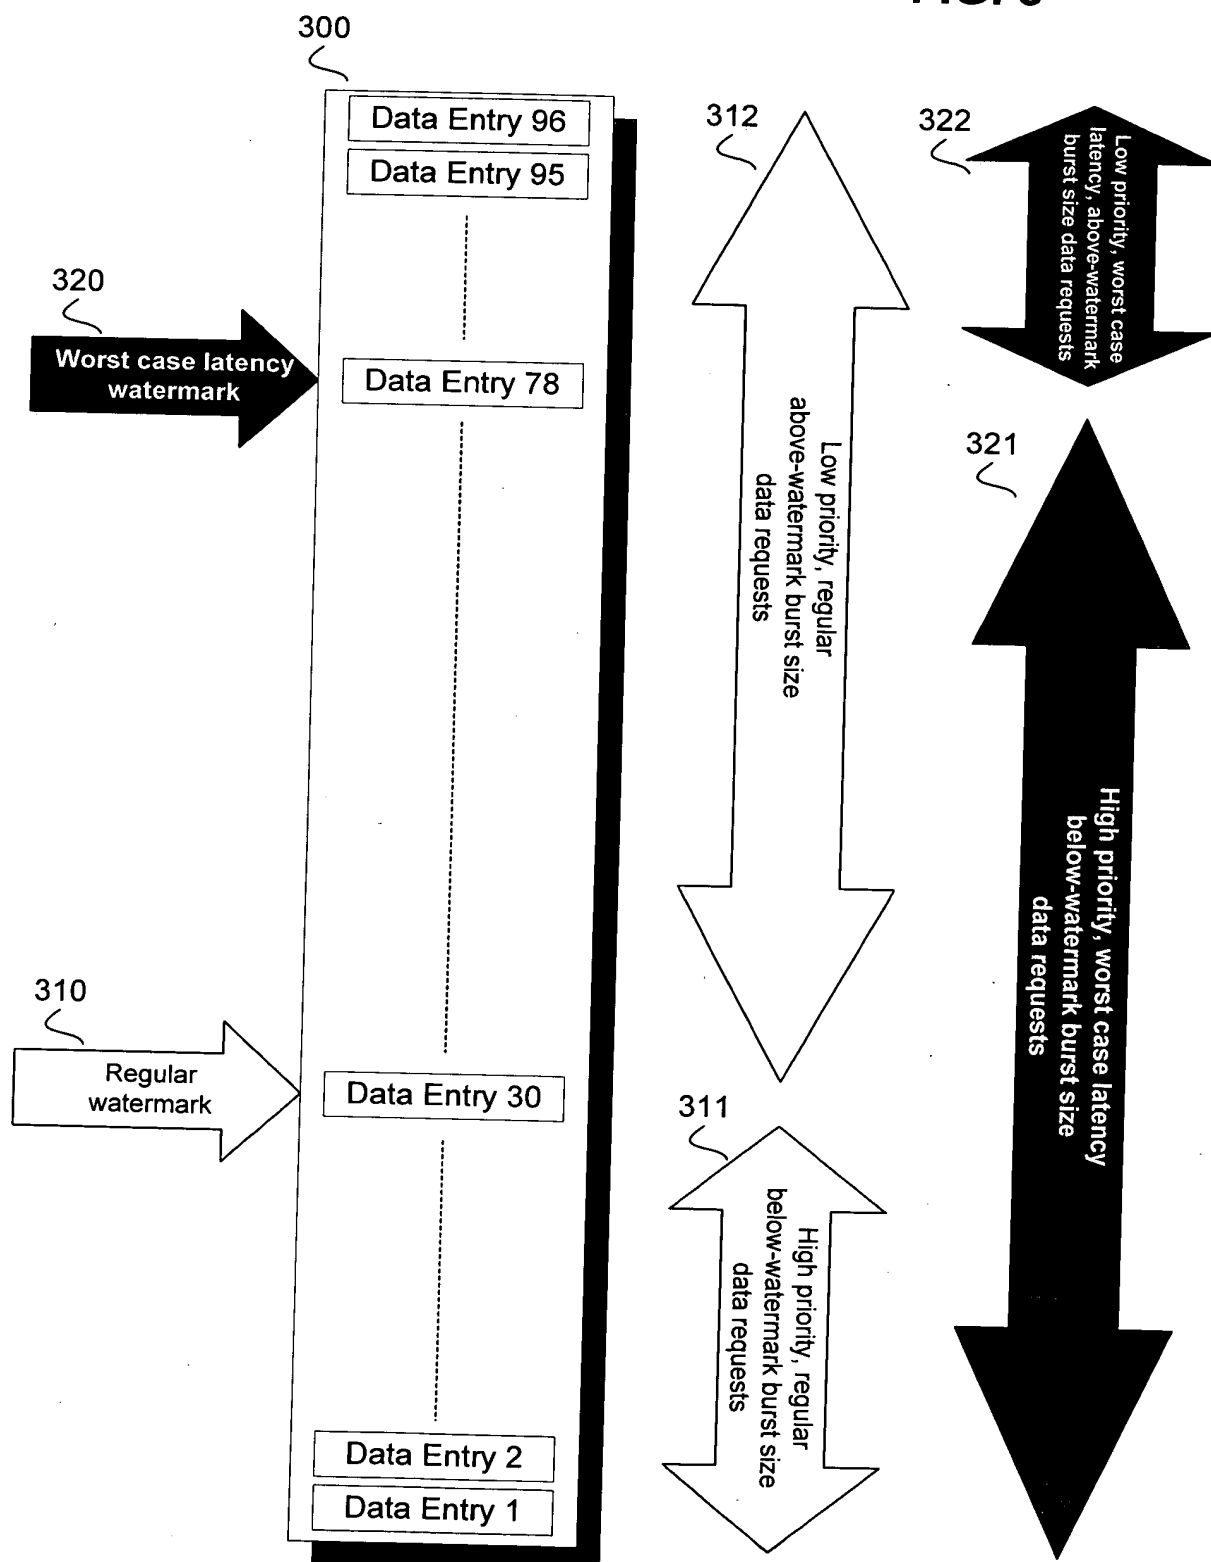 300
Data Entry 96
Data Entry 95
312
322
Low priority, worst case
latency, above-watermark
burst size data requests
320
Worst case latency
watermark
Data Entry 78
Low priority, regular
above-watermark burst size
data requests
321
High priority, worst case latency
below-watermark burst size
data requests
310
Regular
watermark
Data Entry 30
311
High priority, regular
below-watermark burst size
data requests
Data Entry 2
Data Entry 1